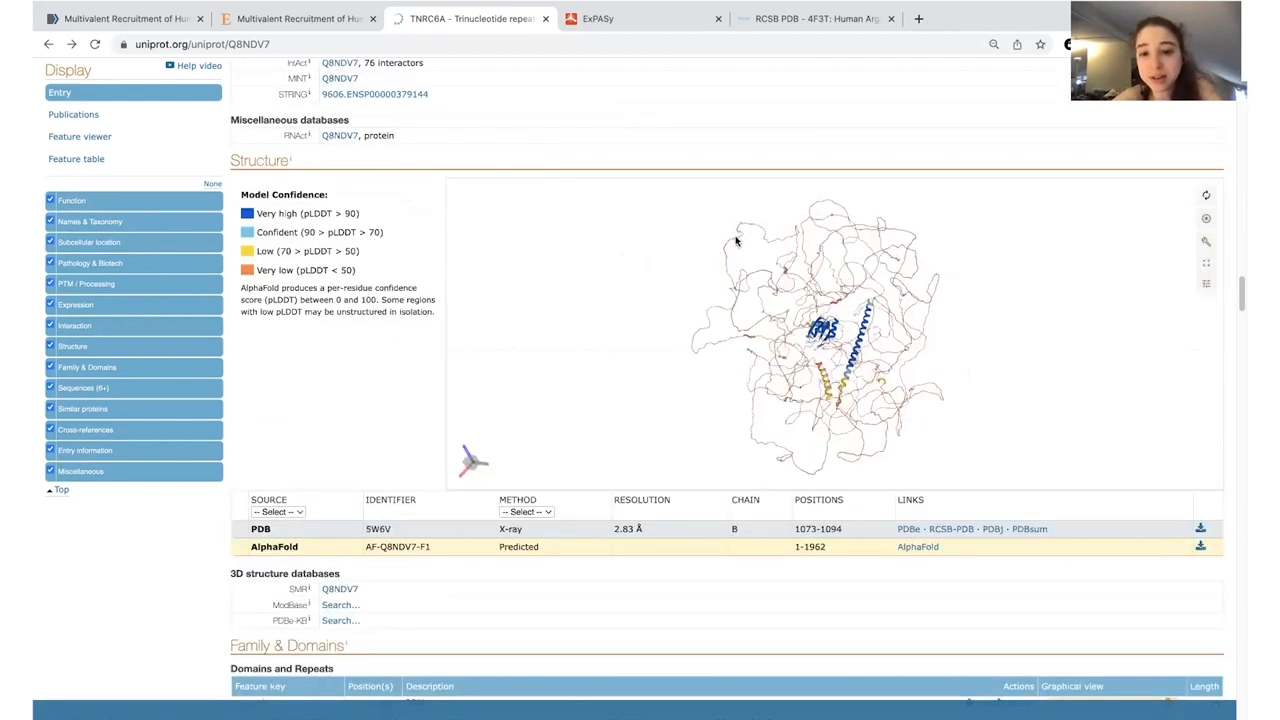 Multivalent Recruitment of Hu
Multivalent Recruitment of Hum
TNRC6A - Trinucleotide repeat
ExPASy
RCSB PDB - 4F3T: Human Arg
uniprot.org/uniprot/Q8NDV7
Display
Help video
Entry
Publications
Feature viewer
Feature table
None
Function
Names & Taxonomy
Subcellular location
Pathology & Biotech
PTM / Processing
Expression
Interaction
Structure
Family & Domains
Sequences (6+)
Similar proteins
Cross-references
Entry information
Miscellaneous
Top
IntAct Q8NDV7, 76 interactors
MINT Q8NDV7
STRING 9606.ENSP00000379144
Miscellaneous databases
RNAct Q8NDV7, protein
Structure
Model Confidence:
Very high (pLDDT > 90)
Confident (90 > pLDDT > 70)
Low (70 > pLDDT > 50)
Very low (pLDDT < 50)
AlphaFold produces a per-residue confidence
score (pLDDT) between 0 and 100. Some regions
with low pLDDT may be unstructured in isolation.
SOURCE IDENTIFIER METHOD RESOLUTION CHAIN POSITIONS LINKS
-- Select -- -- Select --
PDB 5W6V X-ray 2.83 Å B 1073-1094 PDBe · RCSB-PDB · PDBj · PDBsum
AlphaFold AF-Q8NDV7-F1 Predicted 1-1962 AlphaFold
3D structure databases
SMR Q8NDV7
ModBase Search...
PDBe-KB Search...
Family & Domains
Domains and Repeats
Feature key Position(s) Description Actions Graphical view Length